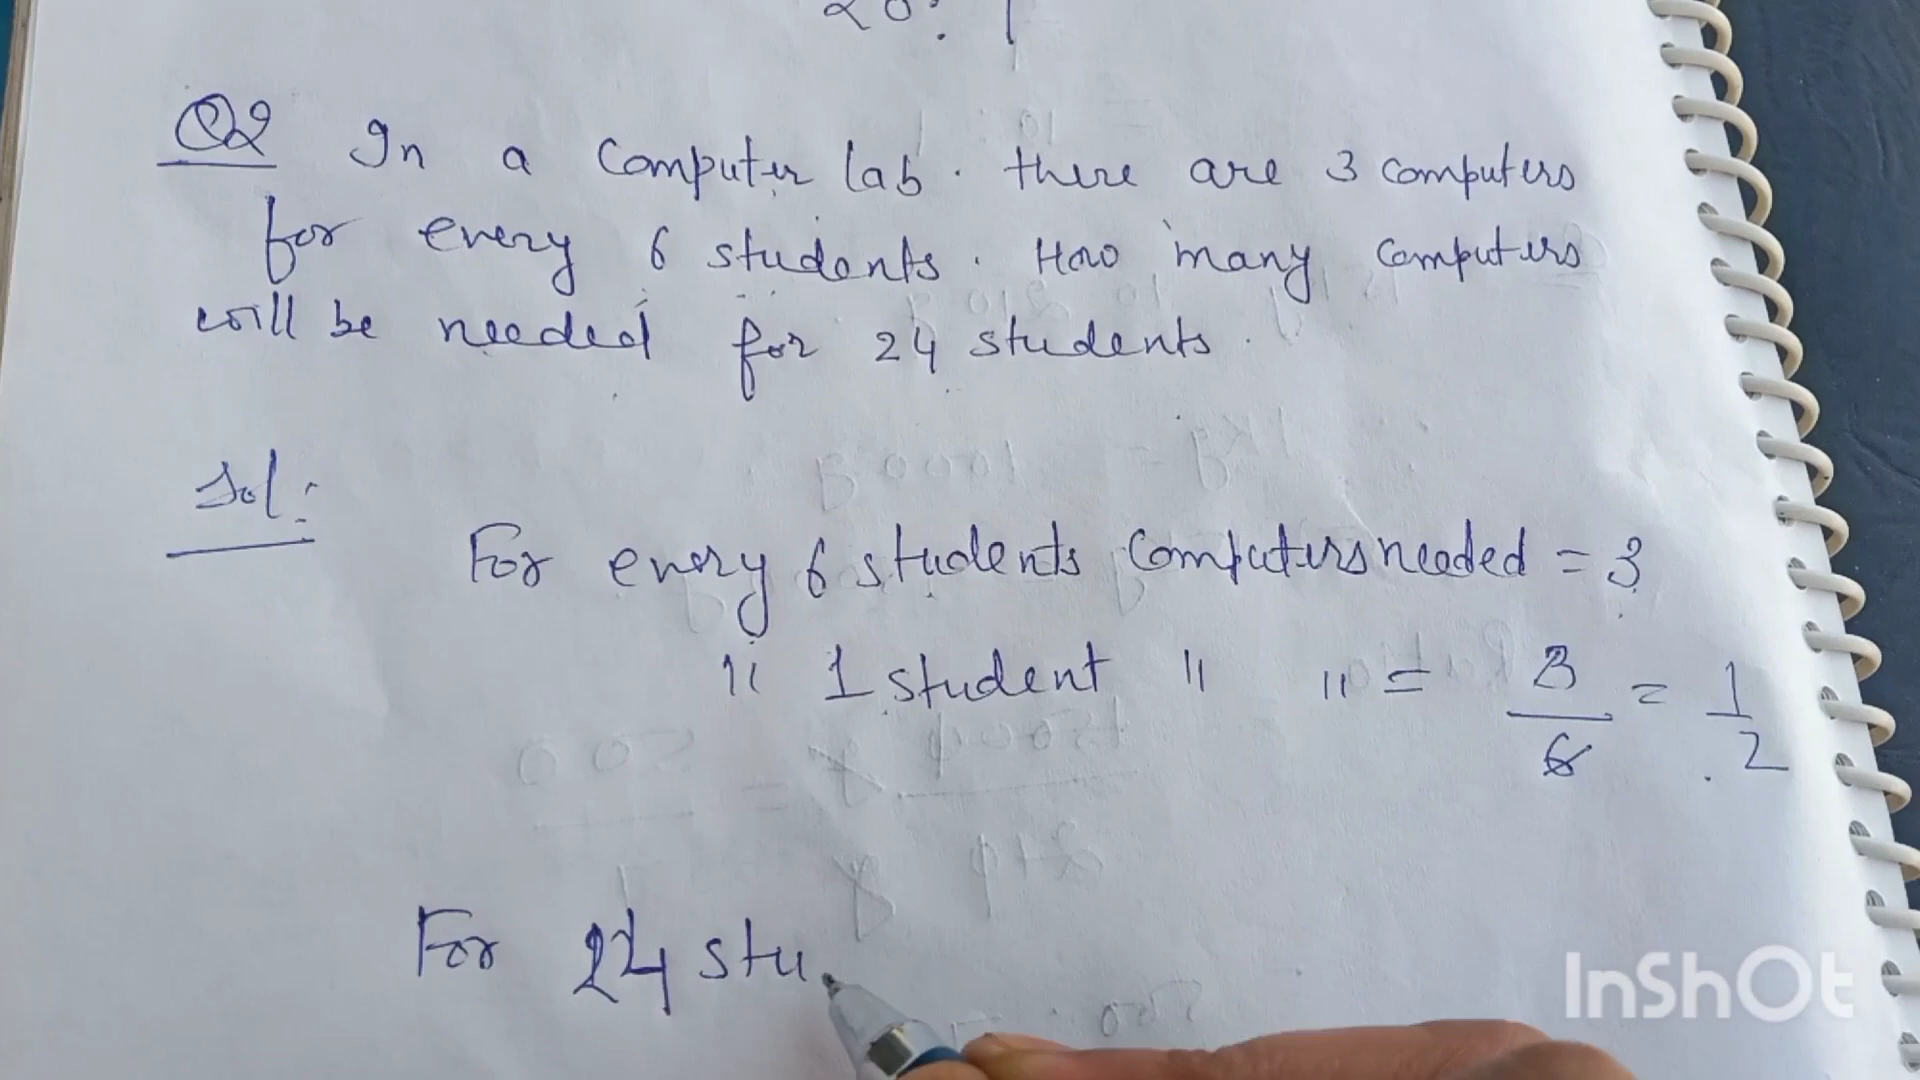 20:1
Q2 In a Computer lab. there are 3 computers
for every 6 students. How many computers
will be needed for 24 students.
Sol:
For every 6 students Computers needed = 3
" 1 student " " = 3/6 = 1/2
For 24 stu
InShOt